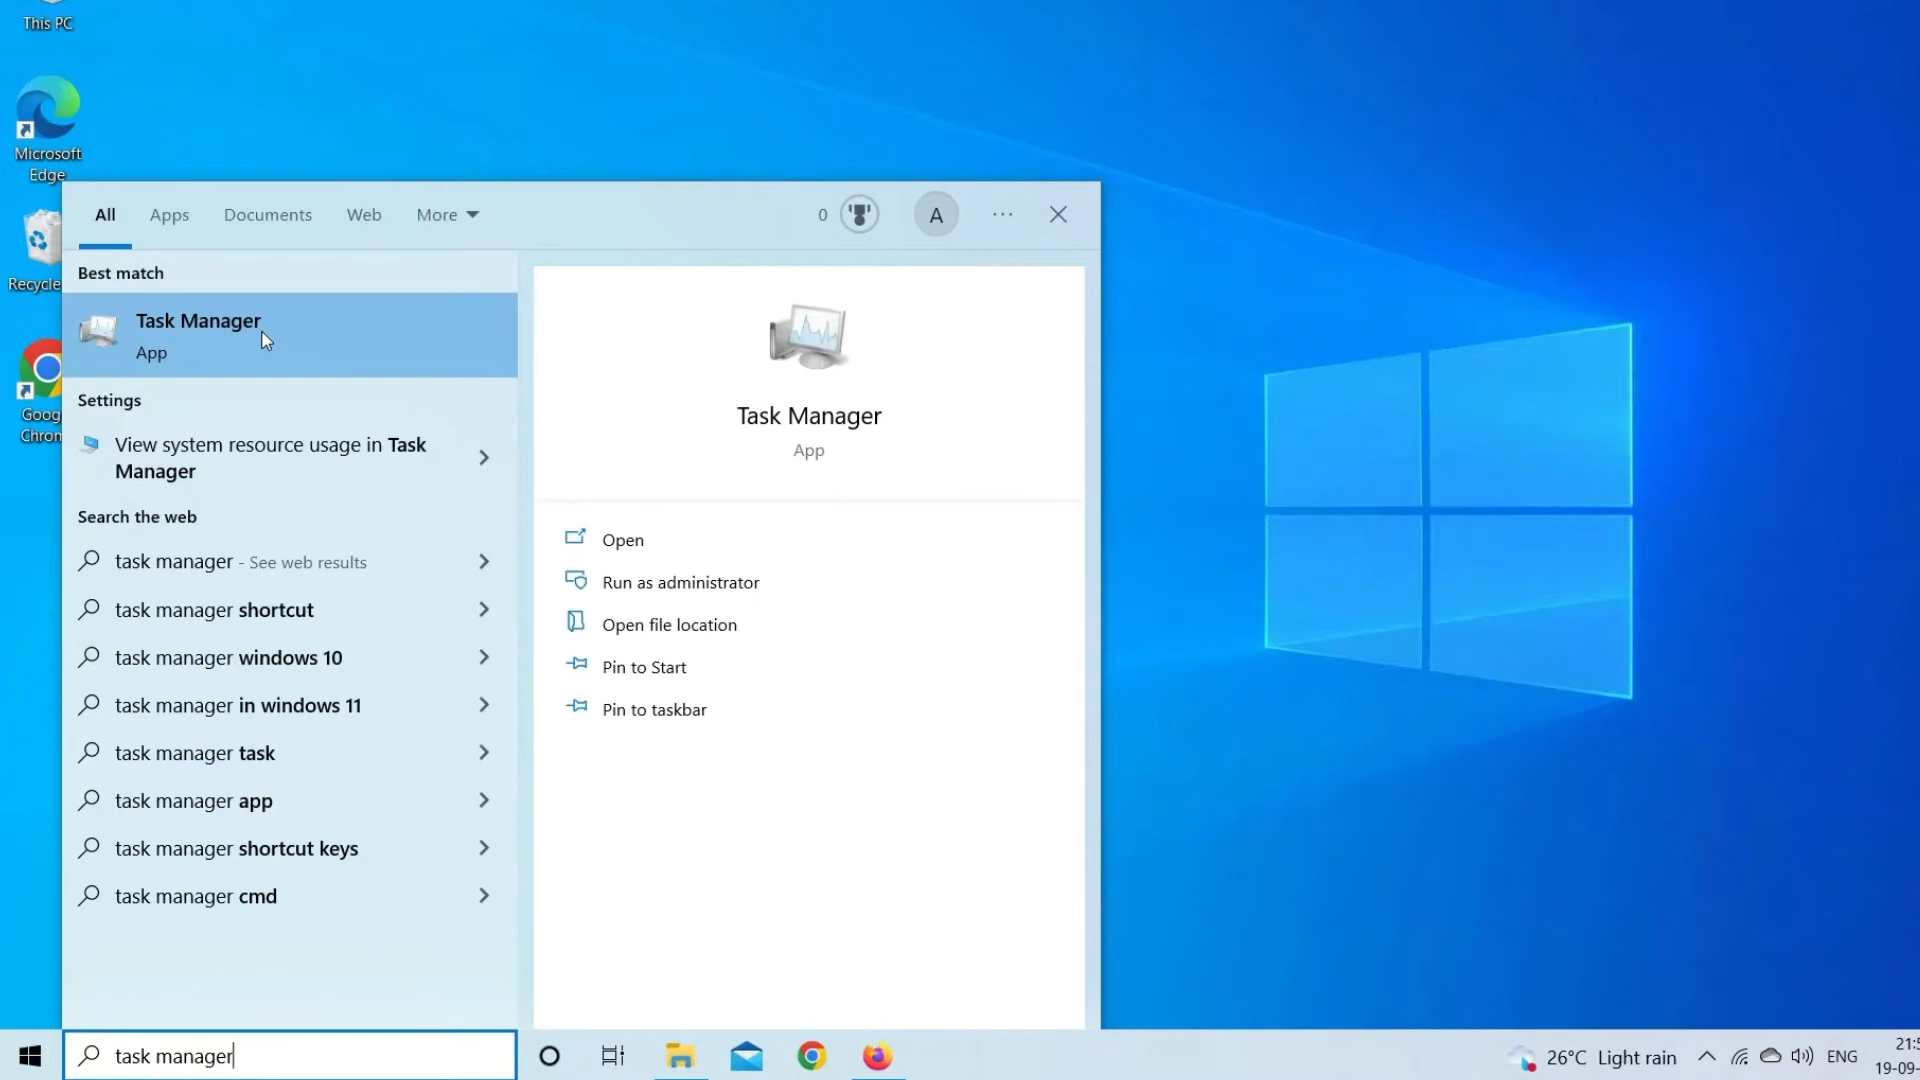 This PC
Microsoft
Edge
Recycle
Goog
Chron
All Apps Documents Web More 0 A
Best match
Task Manager
App
Settings
View system resource usage in Task
Manager
Search the web
task manager - See web results
task manager shortcut
task manager windows 10
task manager in windows 11
task manager task
task manager app
task manager shortcut keys
task manager cmd
Task Manager
App
Open
Run as administrator
Open file location
Pin to Start
Pin to taskbar
task manager
26°C Light rain ENG
21:5
19-09-